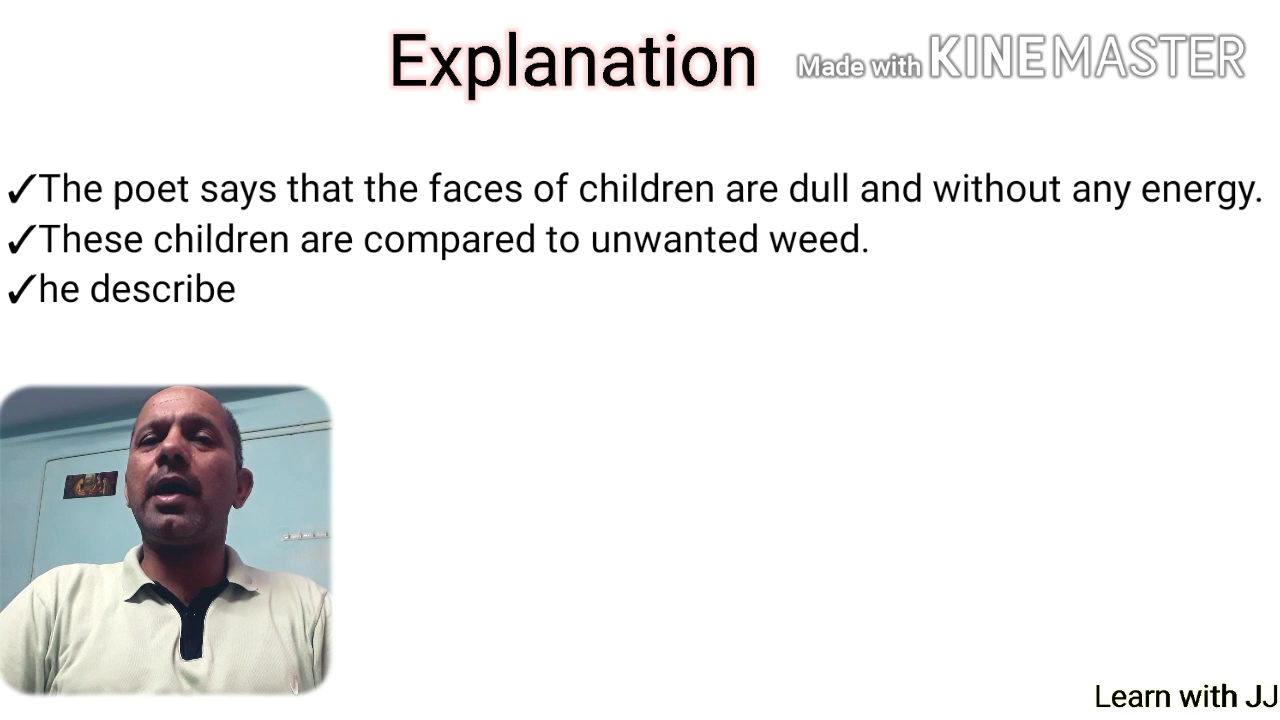 Explanation
Made with KINEMASTER
✓The poet says that the faces of children are dull and without any energy.
✓These children are compared to unwanted weed.
✓he describe
Learn with JJ